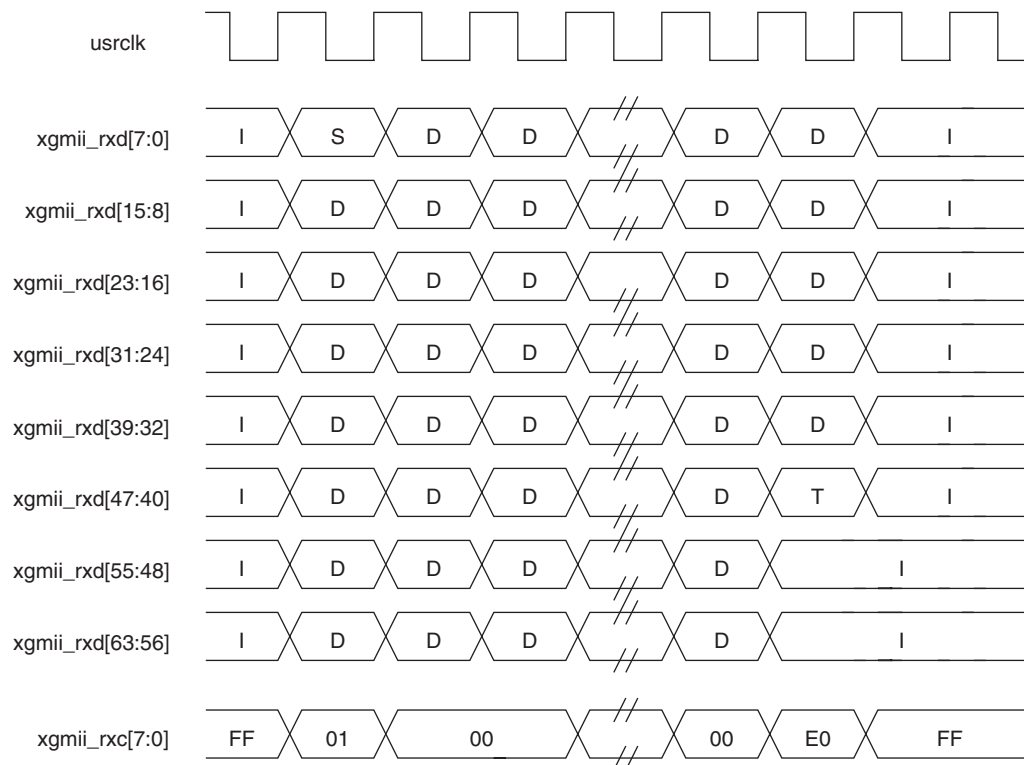 usrclk
xgmii_rxd[7:0] I S D D D D I
xgmii_rxd[15:8] I D D D D D I
xgmii_rxd[23:16] I D D D D D I
xgmii_rxd[31:24] I D D D D D I
xgmii_rxd[39:32] I D D D D D I
xgmii_rxd[47:40] I D D D D T I
xgmii_rxd[55:48] I D D D D I
xgmii_rxd[63:56] I D D D D I
xgmii_rxc[7:0] FF 01 00 00 E0 FF